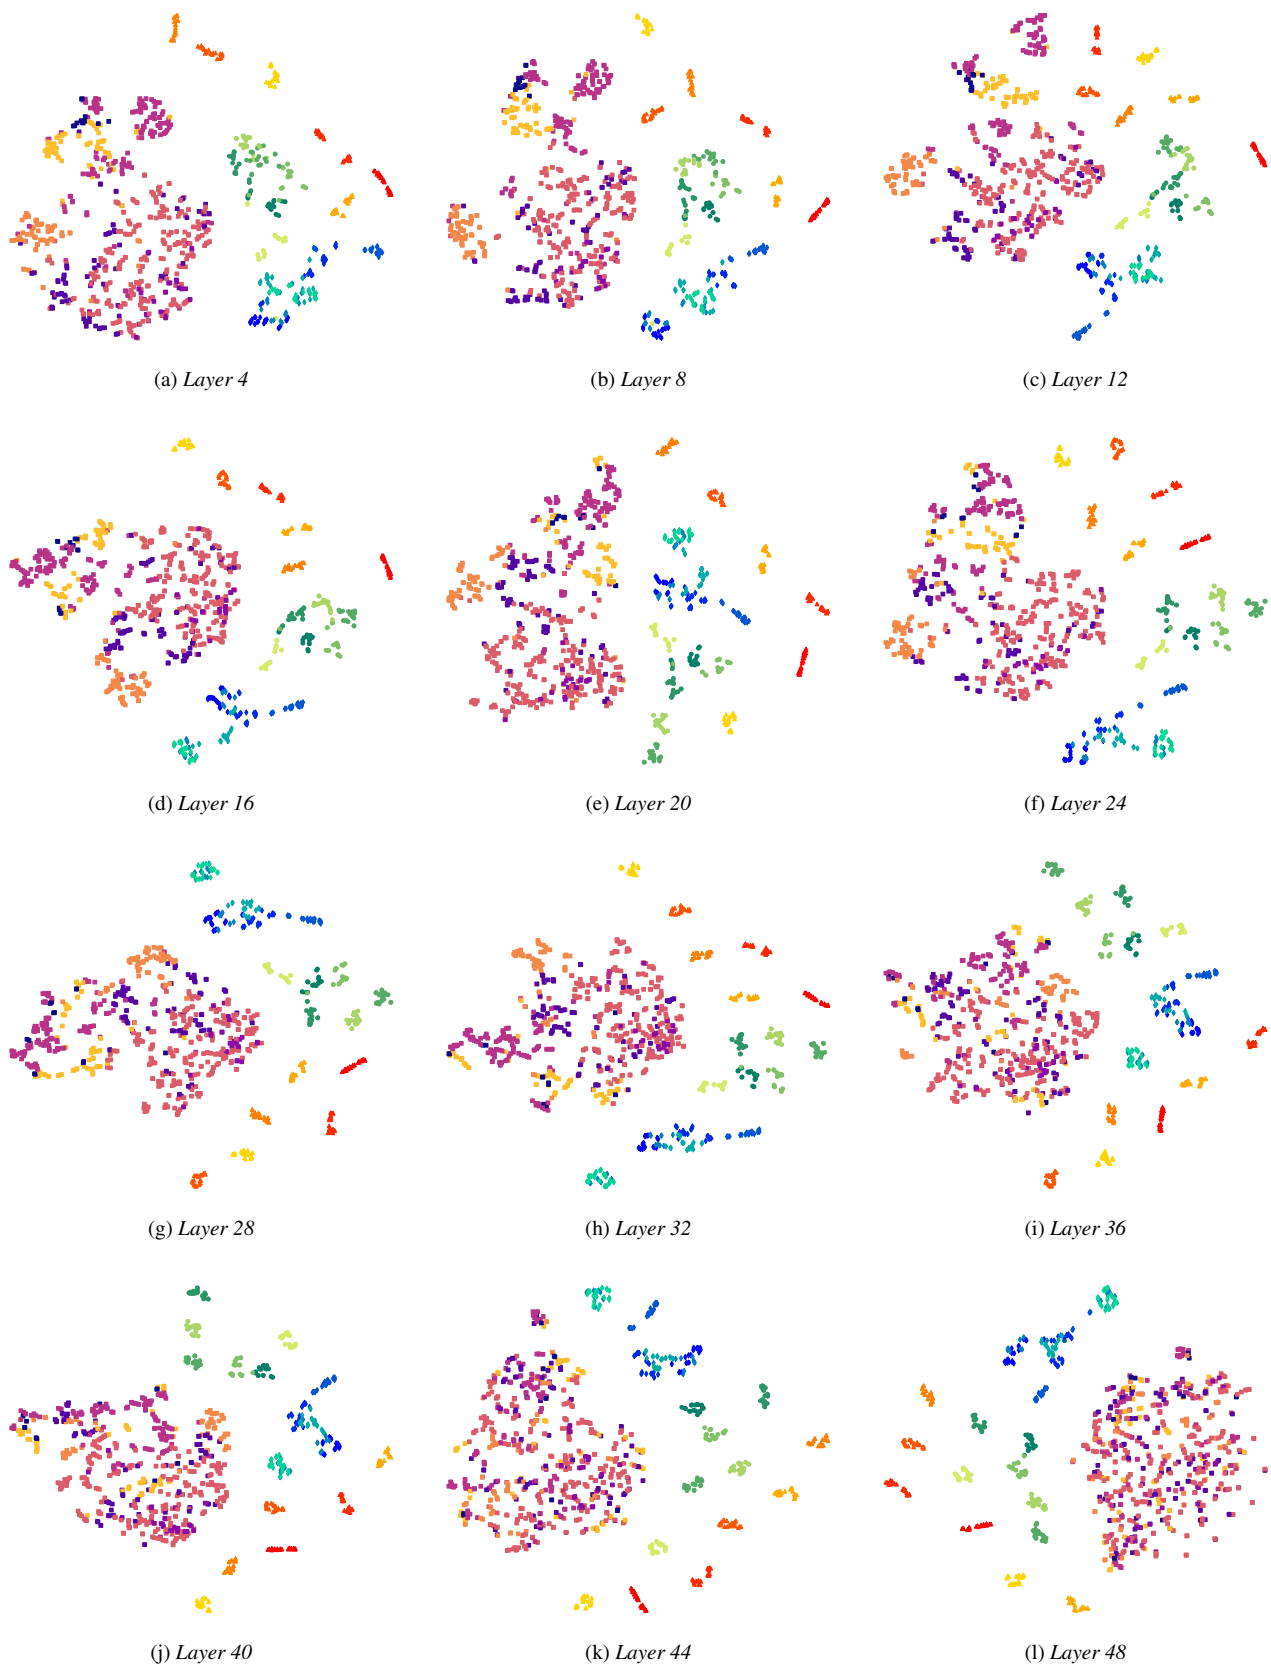 (a) Layer 4
(b) Layer 8
(c) Layer 12
(d) Layer 16
(e) Layer 20
(f) Layer 24
(g) Layer 28
(h) Layer 32
(i) Layer 36
(j) Layer 40
(k) Layer 44
(l) Layer 48